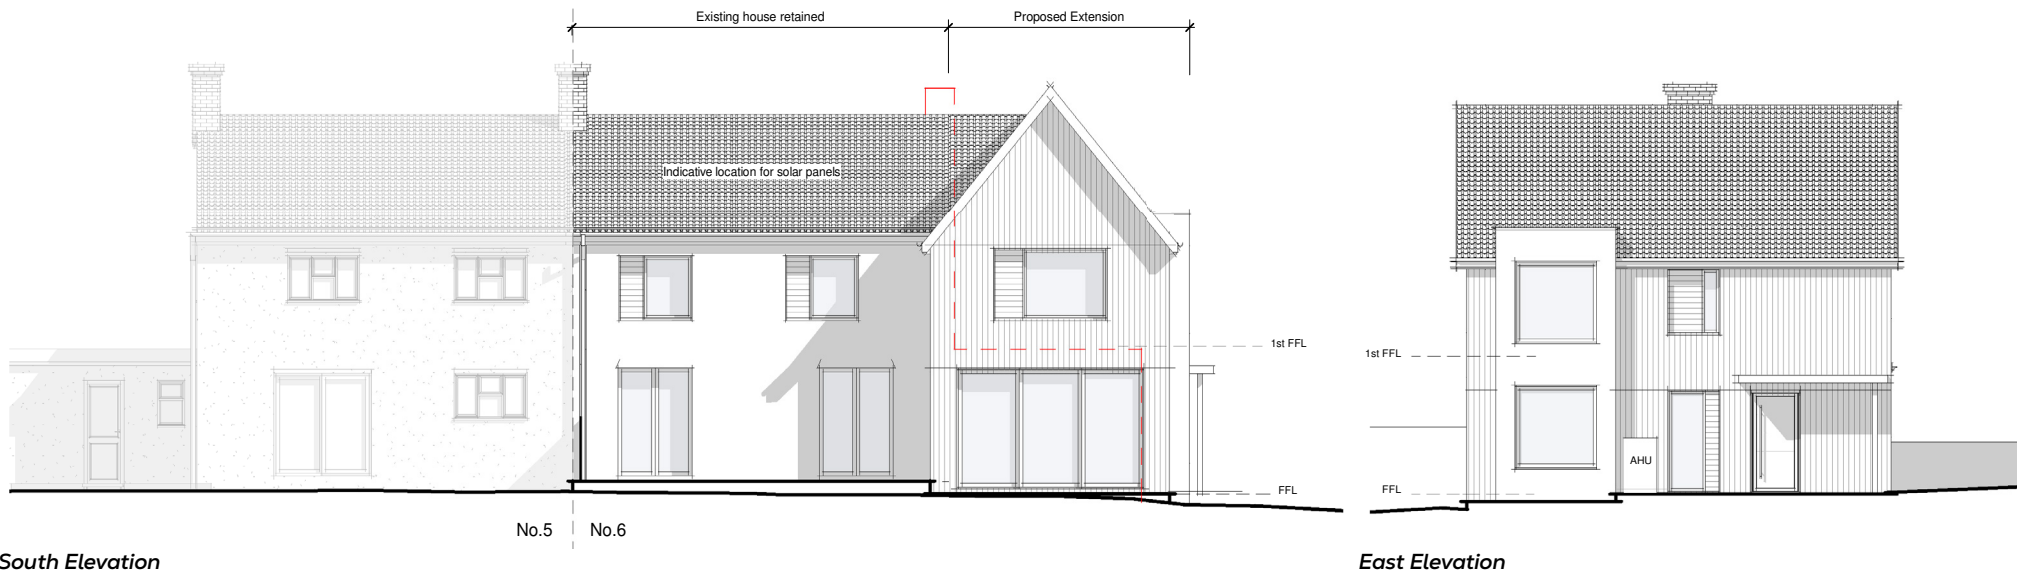 Existing house retained
Proposed Extension
Indicative location for solar panels
1st FFL
1st FFL
AHU
FFL
FFL
No.5
No.6
South Elevation
East Elevation